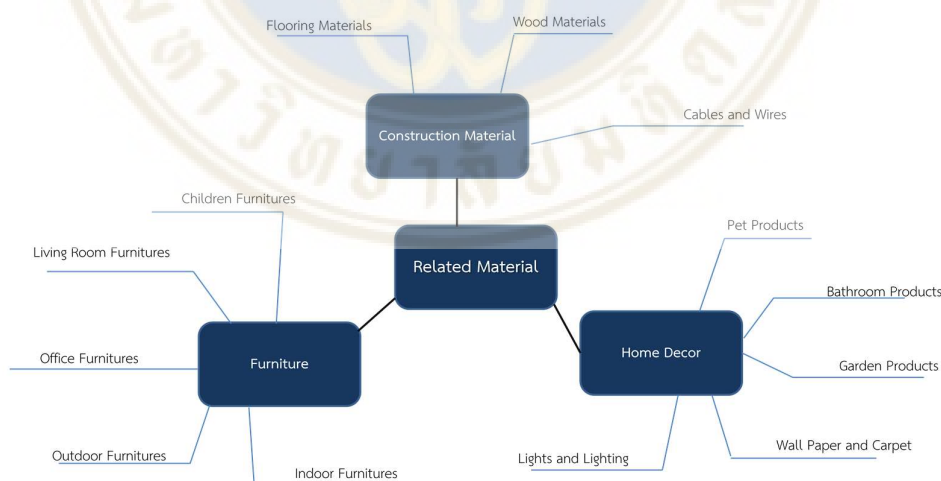 Flooring Materials
Wood Materials
Construction Material
Cables and Wires
Children Furnitures
Living Room Furnitures
Related Material
Pet Products
Bathroom Products
Office Furnitures
Furniture
Home Decor
Garden Products
Outdoor Furnitures
Indoor Furnitures
Lights and Lighting
Wall Paper and Carpet